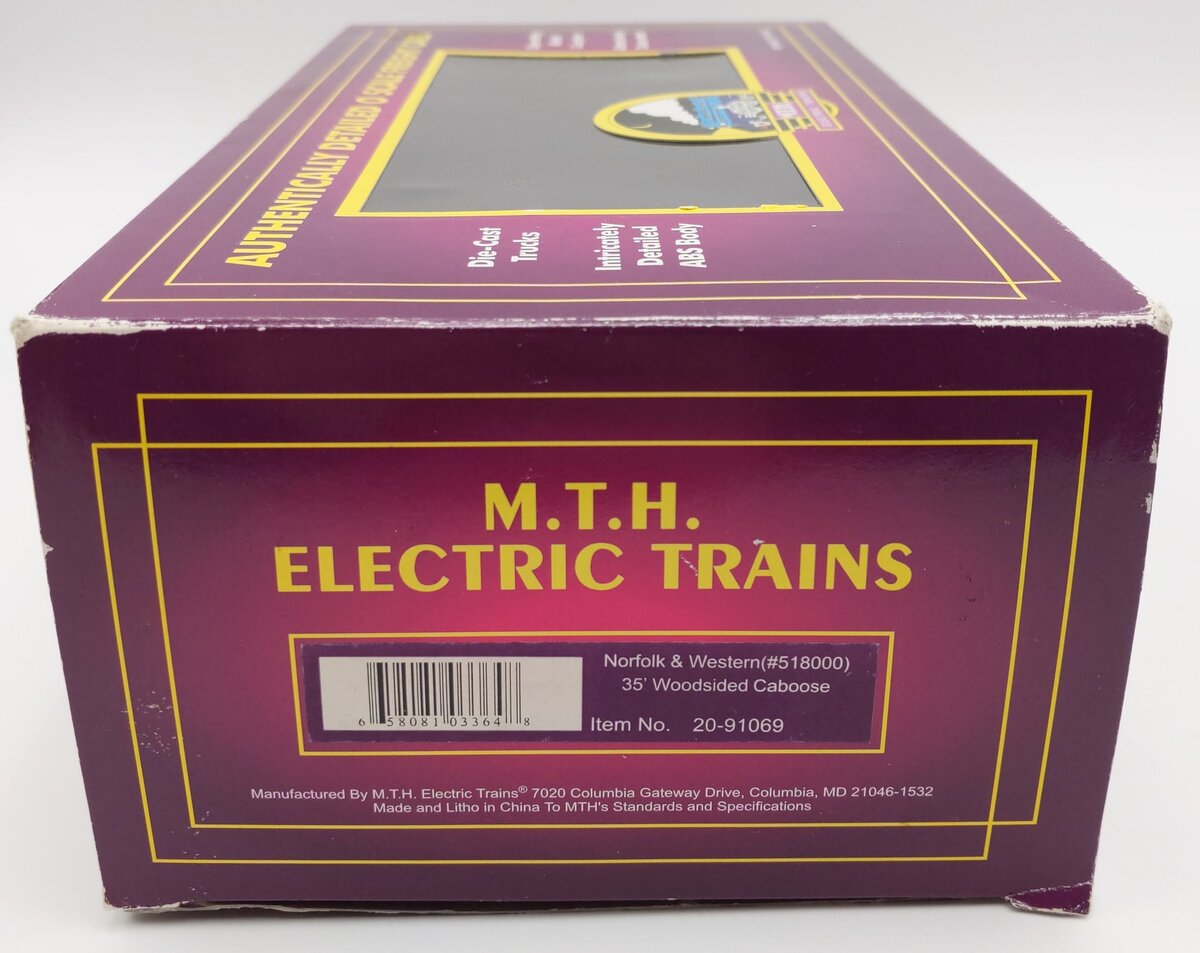 AUTHENTICALLY DETAILED O SCALE FREIGHT CAR
Die-Cast
Trucks
Intricately
Detailed
ABS Body
M.T.H.
ELECTRIC TRAINS
Norfolk & Western(#518000)
35' Woodsided Caboose
6 58081 03364 8
Item No. 20-91069
Manufactured By M.T.H. Electric Trains® 7020 Columbia Gateway Drive, Columbia, MD 21046-1532
Made and Litho in China To MTH's Standards and Specifications